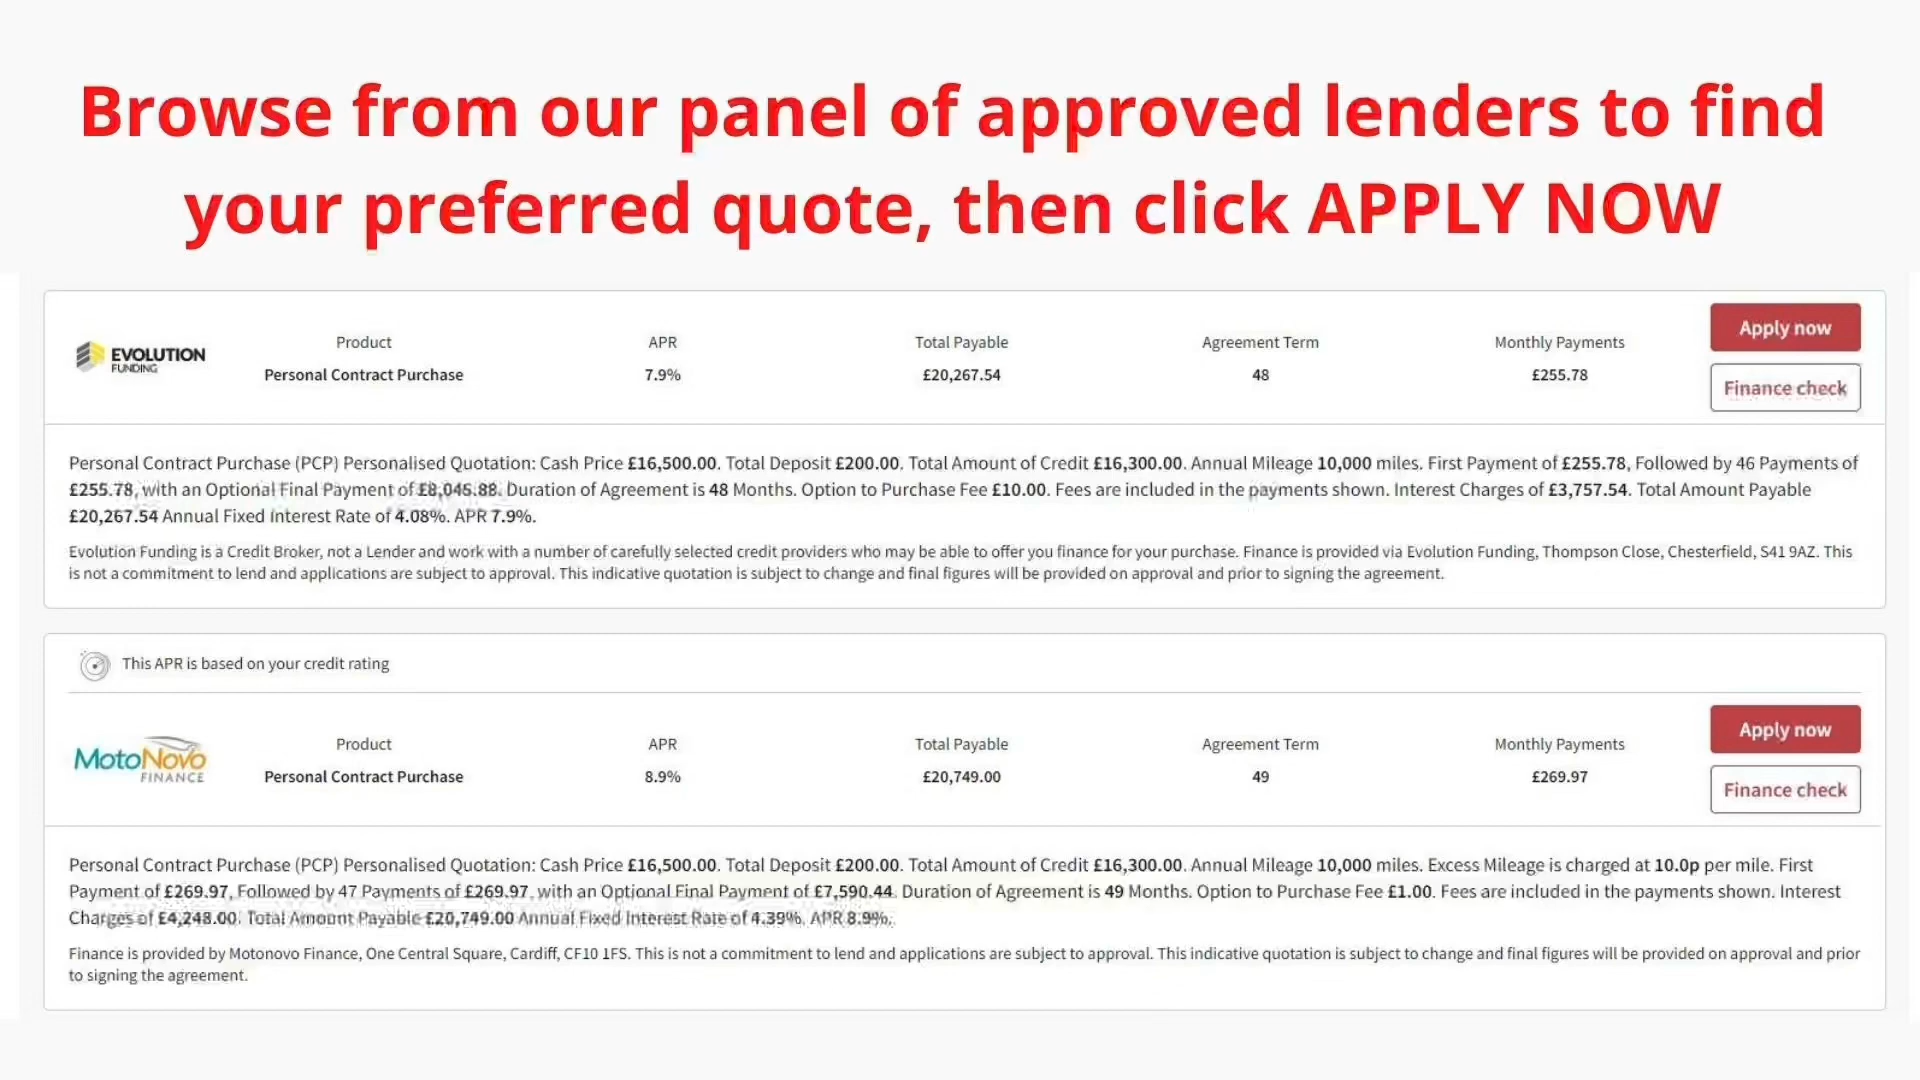 Browse from our panel of approved lenders to find
your preferred quote, then click APPLY NOW
EVOLUTION
FUNDING
Product
APR
Total Payable
Agreement Term
Monthly Payments
Apply now
Personal Contract Purchase
7.9%
£20,267.54
48
£255.78
Finance check
Personal Contract Purchase (PCP) Personalised Quotation: Cash Price £16,500.00. Total Deposit £200.00. Total Amount of Credit £16,300.00. Annual Mileage 10,000 miles. First Payment of £255.78, Followed by 46 Payments of
£255.78, with an Optional Final Payment of £8,045.88. Duration of Agreement is 48 Months. Option to Purchase Fee £10.00. Fees are included in the payments shown. Interest Charges of £3,757.54. Total Amount Payable
£20,267.54 Annual Fixed Interest Rate of 4.08%. APR 7.9%.
Evolution Funding is a Credit Broker, not a Lender and work with a number of carefully selected credit providers who may be able to offer you finance for your purchase. Finance is provided via Evolution Funding, Thompson Close, Chesterfield, S41 9AZ. This
is not a commitment to lend and applications are subject to approval. This indicative quotation is subject to change and final figures will be provided on approval and prior to signing the agreement.
This APR is based on your credit rating
MotoNovo
FINANCE
Product
APR
Total Payable
Agreement Term
Monthly Payments
Apply now
Personal Contract Purchase
8.9%
£20,749.00
49
£269.97
Finance check
Personal Contract Purchase (PCP) Personalised Quotation: Cash Price £16,500.00. Total Deposit £200.00. Total Amount of Credit £16,300.00. Annual Mileage 10,000 miles. Excess Mileage is charged at 10.0p per mile. First
Payment of £269.97, Followed by 47 Payments of £269.97, with an Optional Final Payment of £7,590.44. Duration of Agreement is 49 Months. Option to Purchase Fee £1.00. Fees are included in the payments shown. Interest
Charges of £4,248.00. Total Amount Payable £20,749.00 Annual Fixed Interest Rate of 4.39%. APR 8.9%.
Finance is provided by Motonovo Finance, One Central Square, Cardiff, CF10 1FS. This is not a commitment to lend and applications are subject to approval. This indicative quotation is subject to change and final figures will be provided on approval and prior
to signing the agreement.